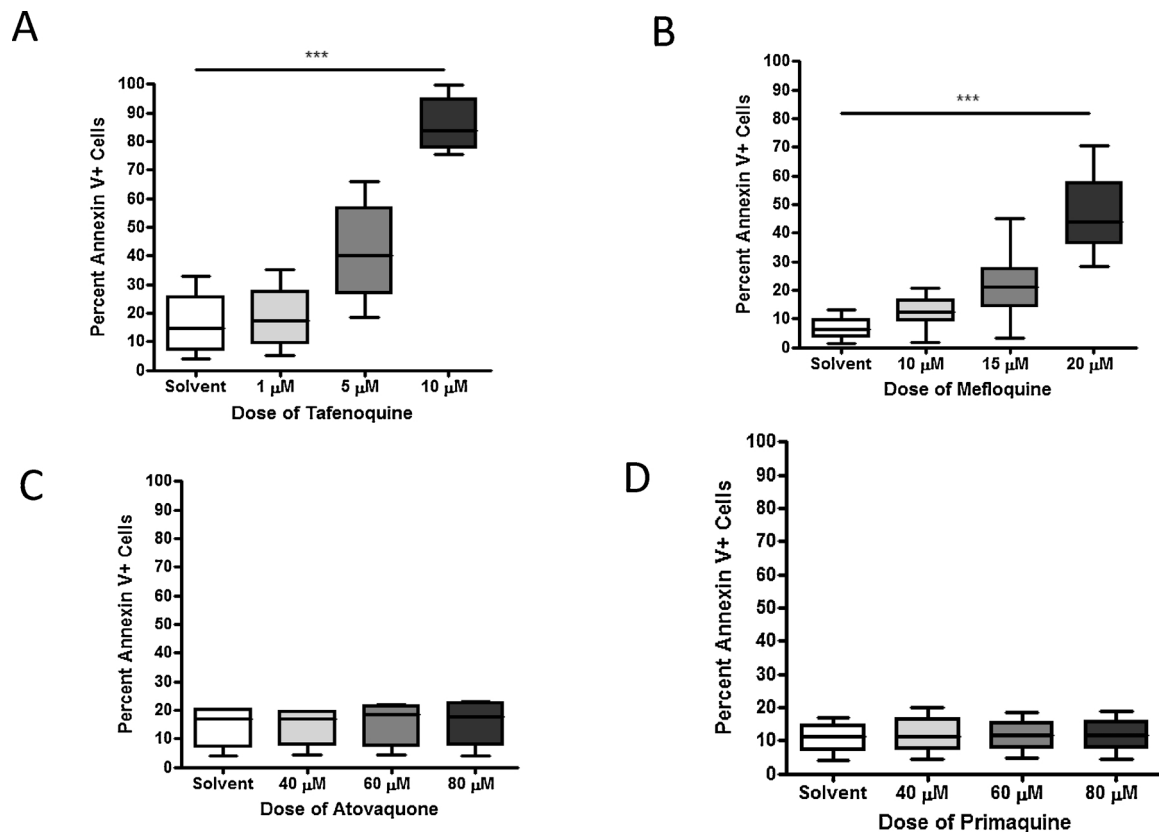 A
***
Percent Annexin V+ Cells
100
90
80
70
60
50
40
30
20
10
0
Solvent 1 μM 5 μM 10 μM
Dose of Tafenoquine
B
***
Percent Annexin V+ Cells
100
90
80
70
60
50
40
30
20
10
0
Solvent 10 μM 15 μM 20 μM
Dose of Mefloquine
C
Percent Annexin V+ Cells
100
90
80
70
60
50
40
30
20
10
0
Solvent 40 μM 60 μM 80 μM
Dose of Atovaquone
D
Percent Annexin V+ Cells
100
90
80
70
60
50
40
30
20
10
0
Solvent 40 μM 60 μM 80 μM
Dose of Primaquine